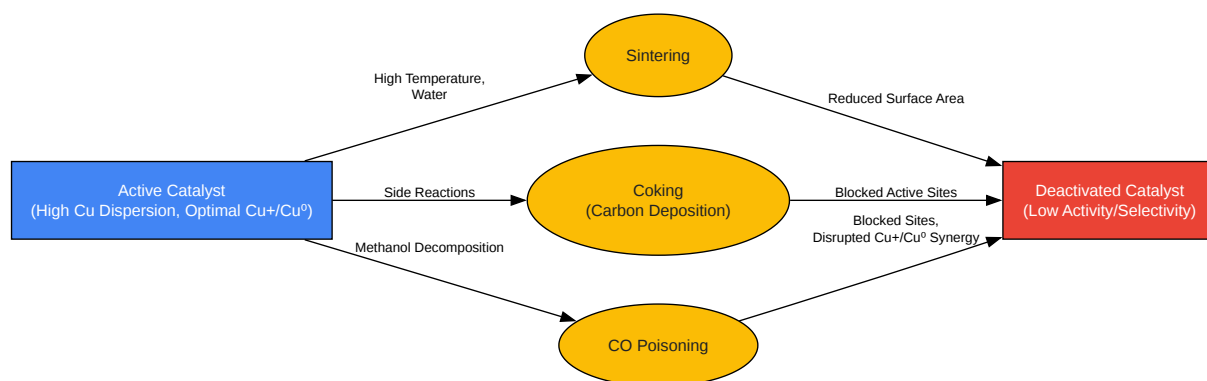 Sintering
High Temperature,
Water
Reduced Surface Area
Active Catalyst
(High Cu Dispersion, Optimal Cu+/Cu⁰)
Side Reactions
Coking
(Carbon Deposition)
Blocked Active Sites
Deactivated Catalyst
(Low Activity/Selectivity)
Blocked Sites,
Disrupted Cu+/Cu⁰ Synergy
Methanol Decomposition
CO Poisoning